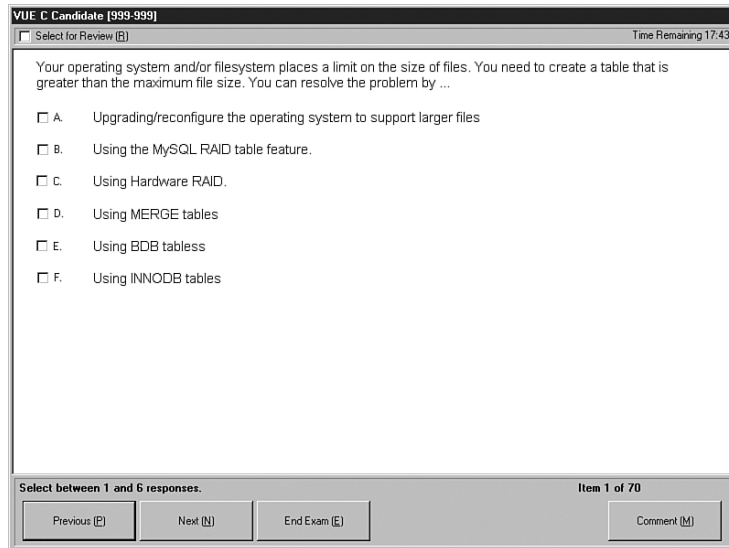 VUE C Candidate [999-999]
Select for Review (R) Time Remaining 17:43
Your operating system and/or filesystem places a limit on the size of files. You need to create a table that is
greater than the maximum file size. You can resolve the problem by ...
A. Upgrading/reconfigure the operating system to support larger files
B. Using the MySQL RAID table feature.
C. Using Hardware RAID.
D. Using MERGE tables
E. Using BDB tabless
F. Using INNODB tables
Select between 1 and 6 responses. Item 1 of 70
Previous (P) Next (N) End Exam (E) Comment (M)